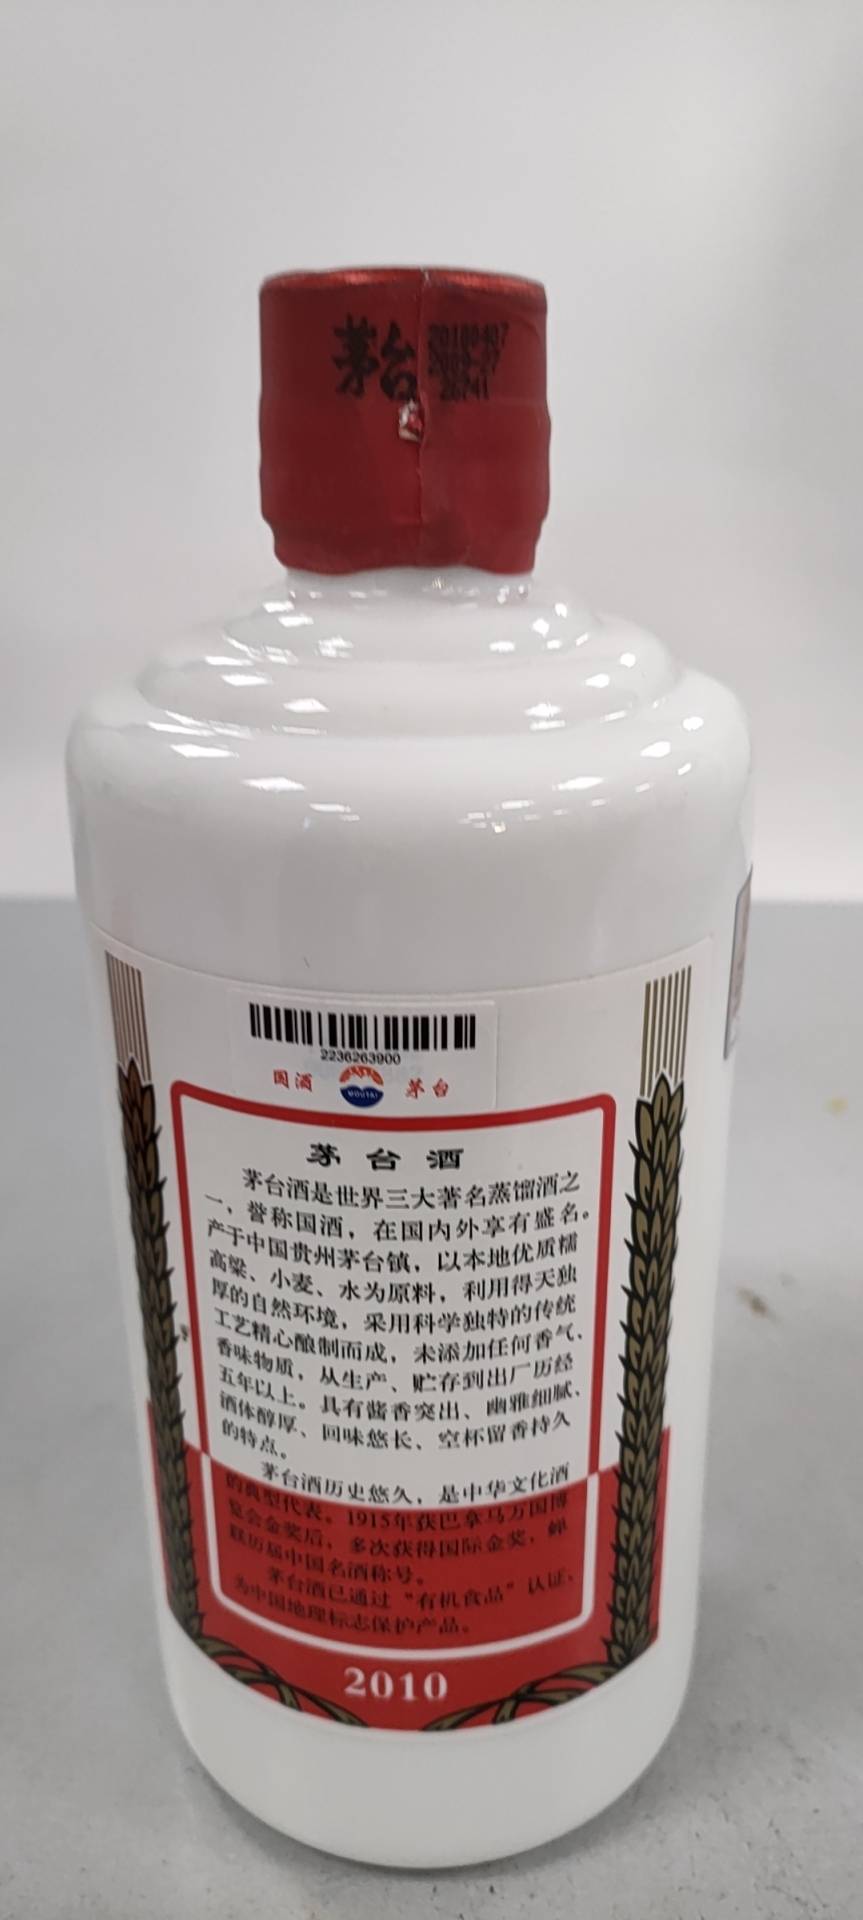 茅台
20100407
2009-27
2236263900
国酒
MOUTAI
茅台
茅台酒
茅台酒是世界三大著名蒸馏酒之
一，誉称国酒，在国内外享有盛名。
产于中国贵州茅台镇，以本地优质糯
高粱、小麦、水为原料，利用得天独
厚的自然环境，采用科学独特的传统
工艺精心酿制而成，未添加任何香气、
香味物质，从生产、贮存到出厂历经
五年以上。具有酱香突出、幽雅细腻、
酒体醇厚、回味悠长、空杯留香持久
的特点。
茅台酒历史悠久，是中华文化酒
的典型代表。1915年获巴拿马万国博
览会金奖后，多次获得国际金奖，蝉
联历届中国名酒称号。
茅台酒已通过“有机食品”认证、
为中国地理标志保护产品。
2010